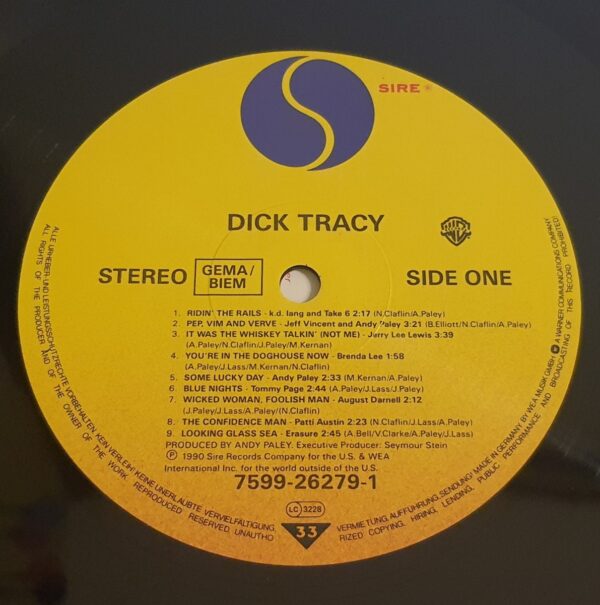 SIRE ®
DICK TRACY
STEREO
GEMA/
BIEM
SIDE ONE
1. RIDIN' THE RAILS - k.d. lang and Take 6 2:17 (N.Claflin/A.Paley)
2. PEP, VIM AND VERVE - Jeff Vincent and Andy Paley 3:21 (B.Elliott/N.Claflin/A.Paley)
3. IT WAS THE WHISKEY TALKIN' (NOT ME) - Jerry Lee Lewis 3:39
(A.Paley/N.Claflin/J.Paley/M.Kernan)
4. YOU'RE IN THE DOGHOUSE NOW - Brenda Lee 1:58
(J.Lass/M.Kernan/N.Claflin)
5. SOME LUCKY DAY - Andy Paley 2:33 (M.Kernan/A.Paley)
6. BLUE NIGHTS - Tommy Page 2:44 (A.Paley/J.Lass/J.Paley)
7. WICKED WOMAN, FOOLISH MAN - August Darnell 2:12
(J.Paley/J.Lass/A.Paley/(N.Claflin)
8. THE CONFIDENCE MAN - Patti Austin 2:23 (N.Claflin/J.Lass/A.Paley)
9. LOOKING GLASS SEA - Erasure 2:45 (A.Bell/V.Clarke/A.Paley/J.Lass)
PRODUCED BY ANDY PALEY. Executive Producer: Seymour Stein
Ⓟ 1990 Sire Records Company for the U.S. & WEA
International Inc. for the world outside of the U.S.
7599-26279-1
LC 3228
33
ALLE URHEBER- UND LEISTUNGSSCHUTZRECHTE VORBEHALTEN. KEIN VERLEIH! KEINE UNERLAUBTE VERVIELFÄLTIGUNG, VERMIETUNG, AUFFÜHRUNG, SENDUNG! MADE IN GERMANY BY WEA MUSIK GMBH A WARNER COMMUNICATIONS COMPANY
ALL RIGHTS OF THE PRODUCER AND OF THE OWNER OF THE WORK REPRODUCED RESERVED. UNAUTHORIZED COPYING, HIRING, LENDING, PUBLIC PERFORMANCE AND BROADCASTING OF THIS RECORD PROHIBITED!